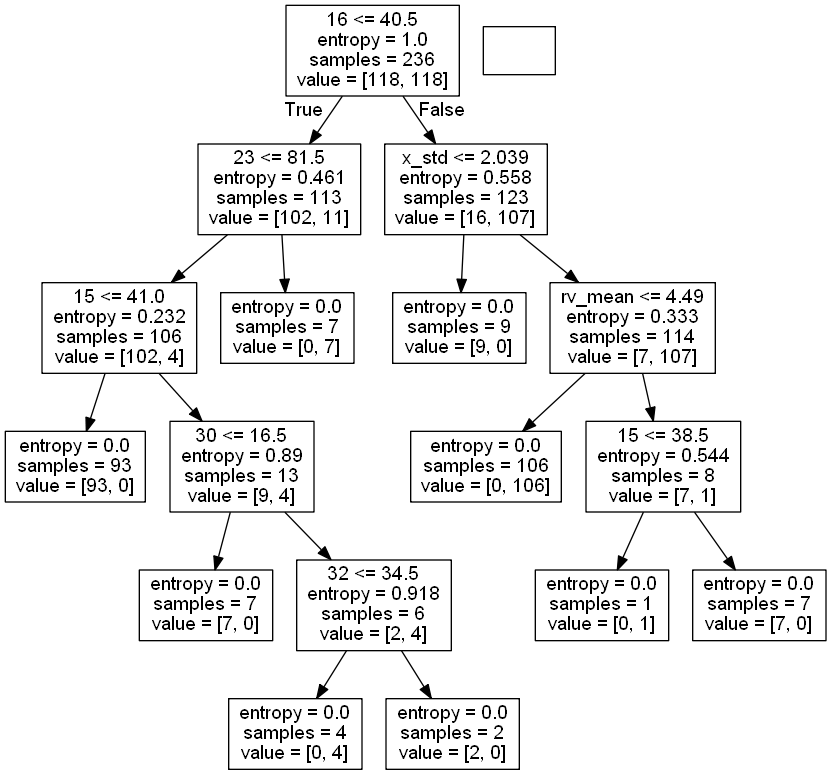 16 <= 40.5
entropy = 1.0
samples = 236
value = [118, 118]
True
False
23 <= 81.5
entropy = 0.461
samples = 113
value = [102, 11]
x_std <= 2.039
entropy = 0.558
samples = 123
value = [16, 107]
15 <= 41.0
entropy = 0.232
samples = 106
value = [102, 4]
entropy = 0.0
samples = 7
value = [0, 7]
entropy = 0.0
samples = 9
value = [9, 0]
rv_mean <= 4.49
entropy = 0.333
samples = 114
value = [7, 107]
entropy = 0.0
samples = 93
value = [93, 0]
30 <= 16.5
entropy = 0.89
samples = 13
value = [9, 4]
entropy = 0.0
samples = 106
value = [0, 106]
15 <= 38.5
entropy = 0.544
samples = 8
value = [7, 1]
entropy = 0.0
samples = 7
value = [7, 0]
32 <= 34.5
entropy = 0.918
samples = 6
value = [2, 4]
entropy = 0.0
samples = 1
value = [0, 1]
entropy = 0.0
samples = 7
value = [7, 0]
entropy = 0.0
samples = 4
value = [0, 4]
entropy = 0.0
samples = 2
value = [2, 0]